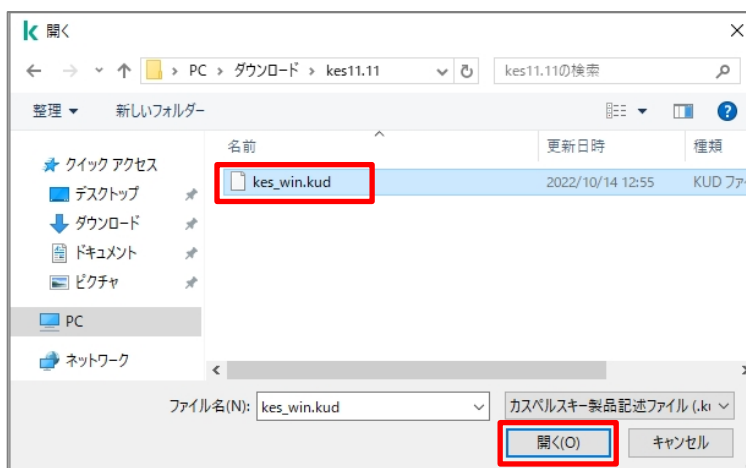 開く
PC ダウンロード kes11.11 kes11.11の検索
整理 新しいフォルダー
名前 更新日時 種類
クイック アクセス
kes_win.kud 2022/10/14 12:55 KUD ファ
デスクトップ
ダウンロード
ドキュメント
ピクチャ
PC
ネットワーク
ファイル名(N): kes_win.kud カスペルスキー製品記述ファイル (.ku
開く(O) キャンセル